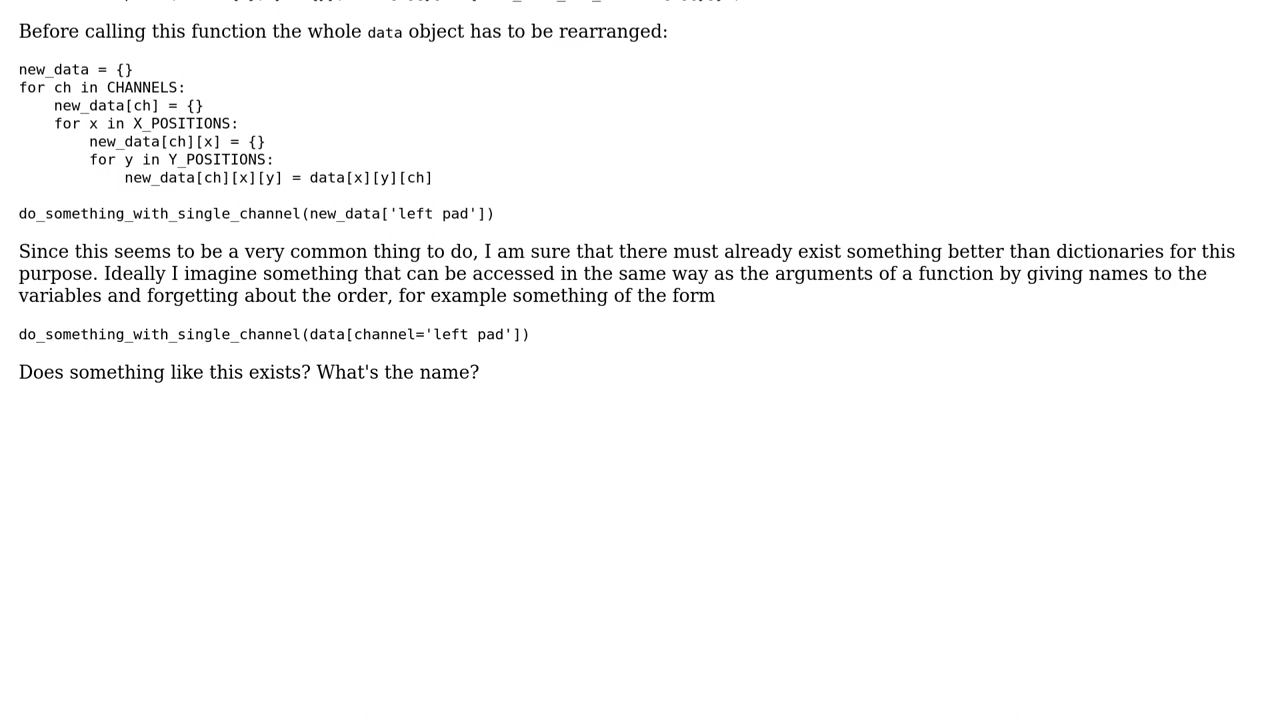 Before calling this function the whole data object has to be rearranged:
new_data = {}
for ch in CHANNELS:
    new_data[ch] = {}
    for x in X_POSITIONS:
        new_data[ch][x] = {}
        for y in Y_POSITIONS:
            new_data[ch][x][y] = data[x][y][ch]
do_something_with_single_channel(new_data['left pad'])
Since this seems to be a very common thing to do, I am sure that there must already exist something better than dictionaries for this
purpose. Ideally I imagine something that can be accessed in the same way as the arguments of a function by giving names to the
variables and forgetting about the order, for example something of the form
do_something_with_single_channel(data[channel='left pad'])
Does something like this exists? What's the name?